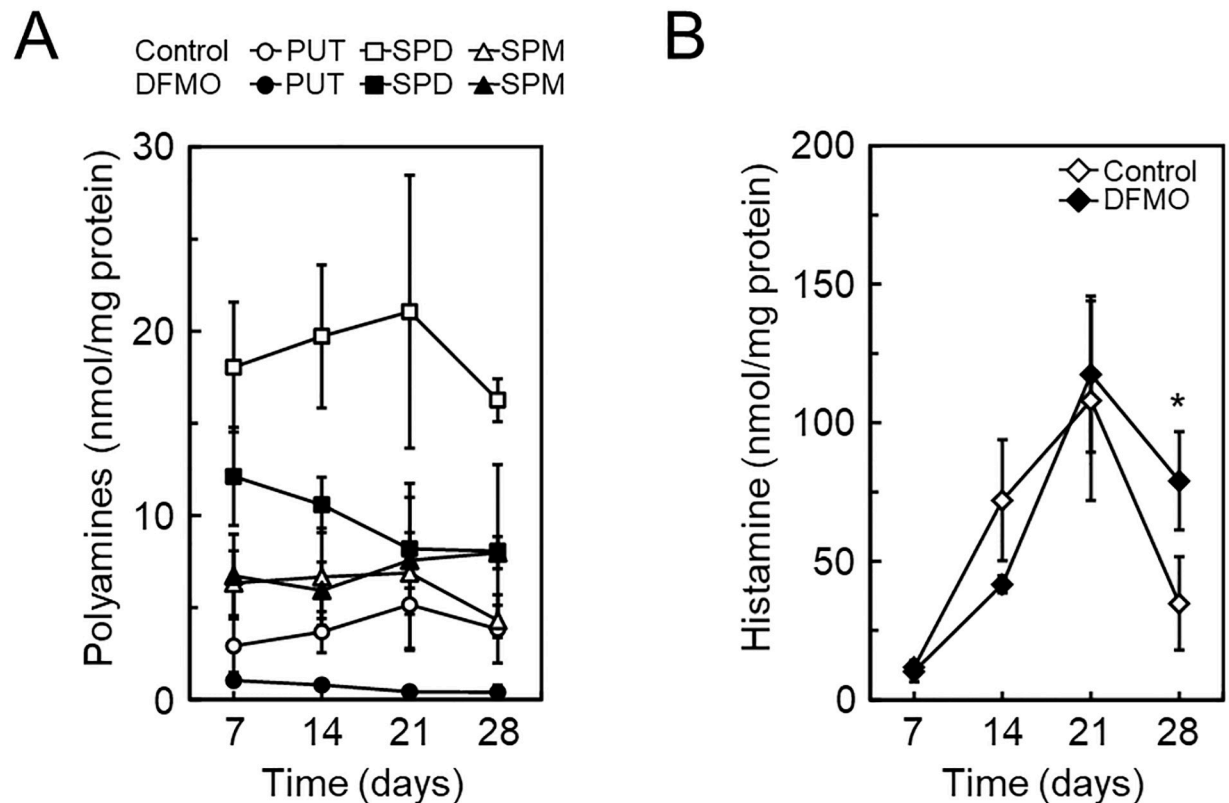 A
Control PUT SPD SPM
DFMO PUT SPD SPM
Polyamines (nmol/mg protein)
30
20
10
0
7 14 21 28
Time (days)
B
Control
DFMO
Histamine (nmol/mg protein)
200
150
100
50
0
*
7 14 21 28
Time (days)